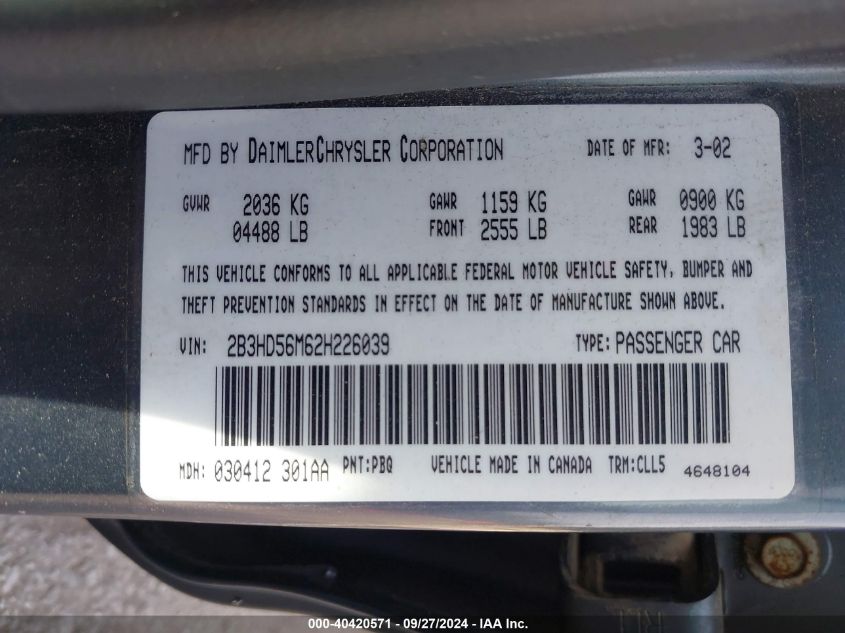 MFD BY DAIMLERCHRYSLER CORPORATION DATE OF MFR: 3-02
GVWR 2036 KG GAWR 1159 KG GAWR 0900 KG
04488 LB FRONT 2555 LB REAR 1983 LB
THIS VEHICLE CONFORMS TO ALL APPLICABLE FEDERAL MOTOR VEHICLE SAFETY, BUMPER AND
THEFT PREVENTION STANDARDS IN EFFECT ON THE DATE OF MANUFACTURE SHOWN ABOVE.
VIN: 2B3HD56M62H226039 TYPE: PASSENGER CAR
MDH: 030412 301AA PNT:PBQ VEHICLE MADE IN CANADA TRM:CLL5 4648104
000-40420571 - 09/27/2024 - IAA Inc.